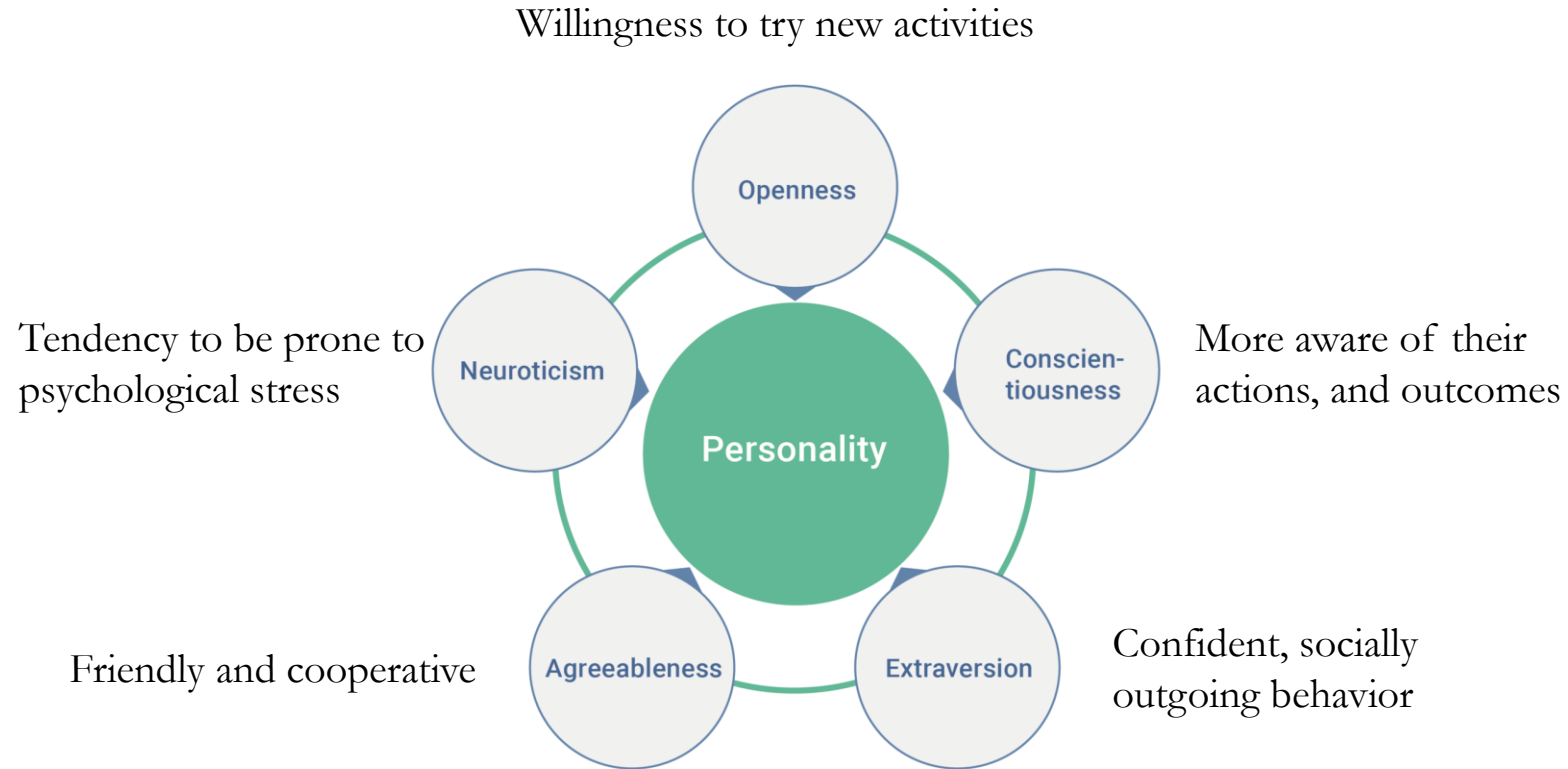 Willingness to try new activities
Openness
Tendency to be prone to
psychological stress
Neuroticism
Conscien-
tiousness
More aware of their
actions, and outcomes
Personality
Friendly and cooperative
Agreeableness
Extraversion
Confident, socially
outgoing behavior